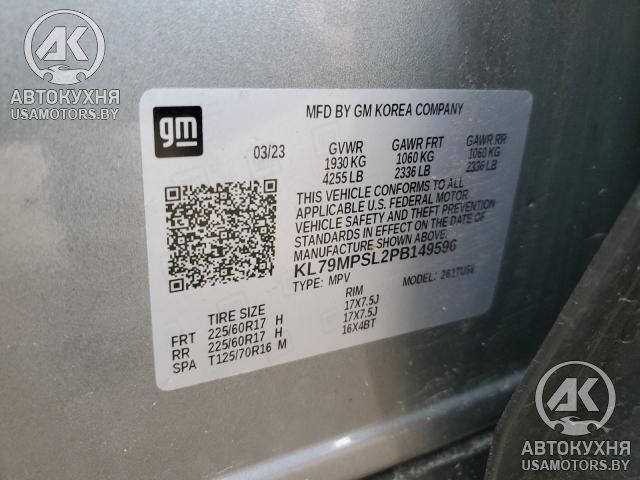 AK
АВТОКУХНЯ
USAMOTORS.BY
gm
MFD BY GM KOREA COMPANY
03/23 GVWR GAWR FRT GAWR RR
1930 KG 1060 KG 1060 KG
4255 LB 2336 LB 2336 LB
THIS VEHICLE CONFORMS TO ALL
APPLICABLE U.S. FEDERAL MOTOR
VEHICLE SAFETY AND THEFT PREVENTION
STANDARDS IN EFFECT ON THE DATE OF
MANUFACTURE SHOWN ABOVE.
KL79MPSL2PB149596
TYPE: MPV MODEL:
TIRE SIZE RIM
FRT 225/60R17 H 17X7.5J
RR 225/60R17 H 17X7.5J
SPA T125/70R16 M 16X4BT
AK
АВТОКУХНЯ
USAMOTORS.BY